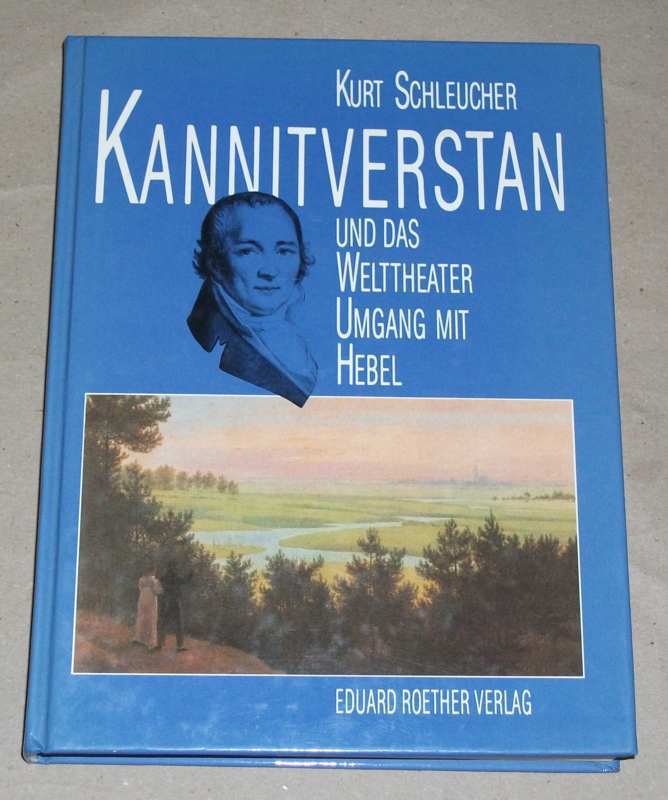 Kurt Schleucher
Kannitverstan
und das
Welttheater
Umgang mit
Hebel
Eduard Roether Verlag